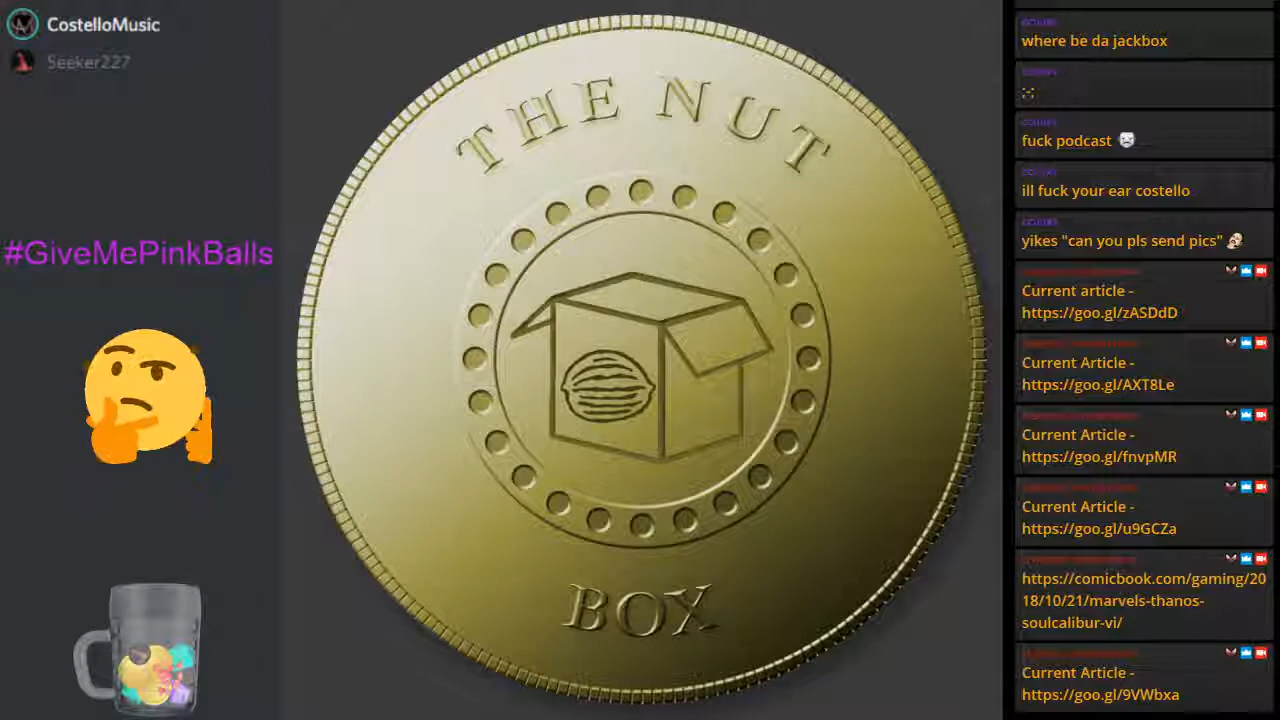 CostelloMusic
Seeker227
#GiveMePinkBalls
THE NUT
BOX
where be da jackbox
:-:
fuck podcast
ill fuck your ear costello
yikes "can you pls send pics"
Current article -
https://goo.gl/zASDdD
Current Article -
https://goo.gl/AXT8Le
Current Article -
https://goo.gl/fnvpMR
Current Article -
https://goo.gl/u9GCZa
https://comicbook.com/gaming/20
18/10/21/marvels-thanos-
soulcalibur-vi/
Current Article -
https://goo.gl/9VWbxa